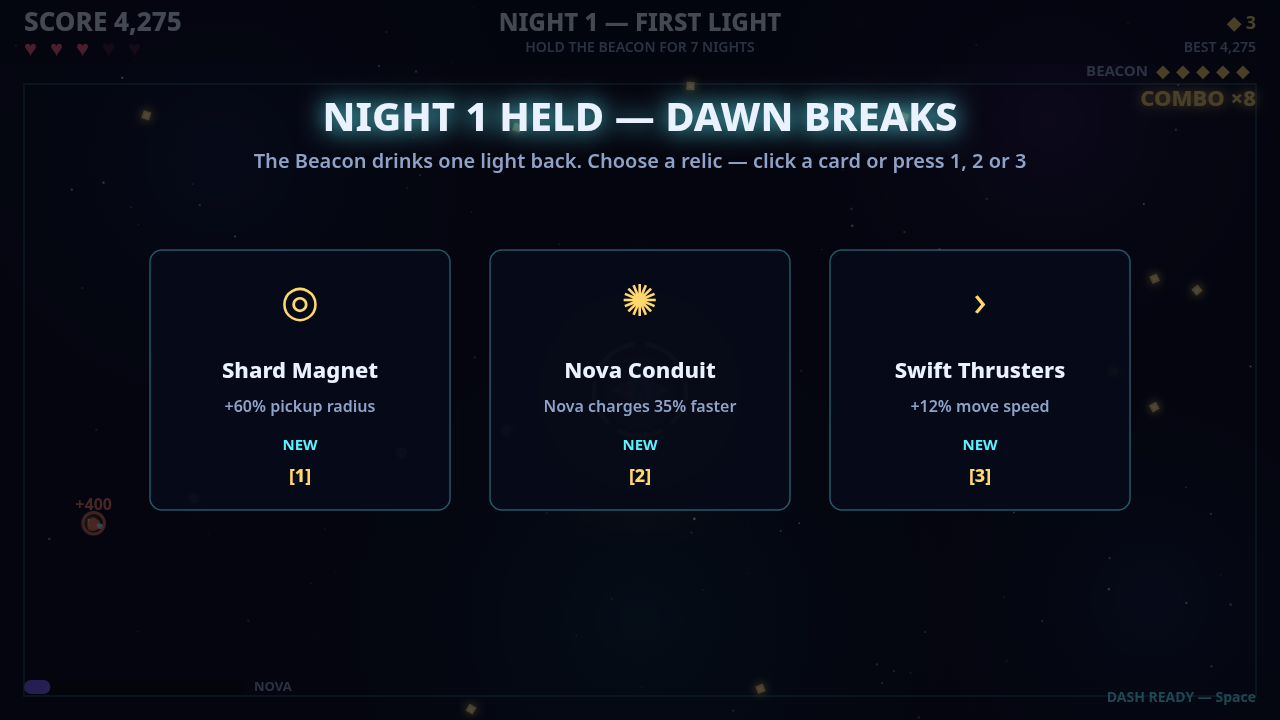 SCORE 4,275
NIGHT 1 — FIRST LIGHT
3
HOLD THE BEACON FOR 7 NIGHTS
BEST 4,275
BEACON
COMBO ×8
NIGHT 1 HELD — DAWN BREAKS
The Beacon drinks one light back. Choose a relic — click a card or press 1, 2 or 3
Shard Magnet
+60% pickup radius
NEW
[1]
Nova Conduit
Nova charges 35% faster
NEW
[2]
Swift Thrusters
+12% move speed
NEW
[3]
+400
NOVA
DASH READY — Space